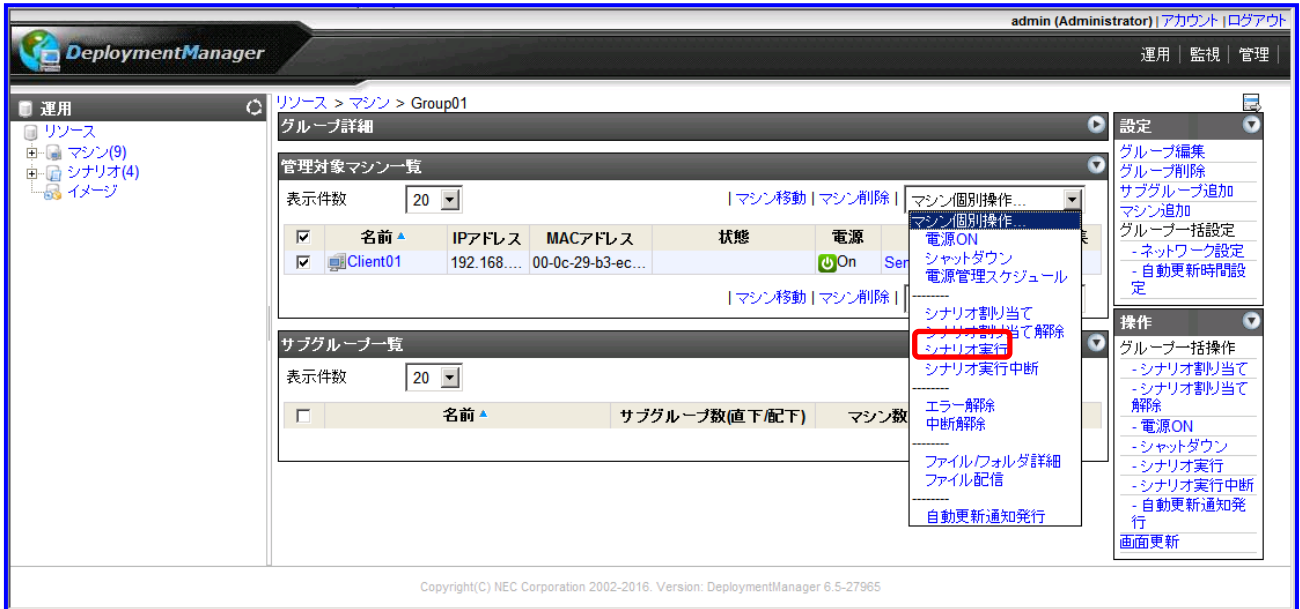 admin (Administrator) | アカウント | ログアウト
DeploymentManager
運用 | 監視 | 管理 |
運用
リソース
マシン(9)
シナリオ(4)
イメージ
リソース > マシン > Group01
グループ詳細
管理対象マシン一覧
表示件数 20 | マシン移動 | マシン削除 | マシン個別操作...
名前 IPアドレス MACアドレス 状態 電源
Client01 192.168.... 00-0c-29-b3-ec... On Ser
| マシン移動 | マシン削除 |
マシン個別操作...
電源ON
シャットダウン
電源管理スケジュール
--------
シナリオ割り当て
シナリオ割り当て解除
シナリオ実行
シナリオ実行中断
--------
エラー解除
中断解除
--------
ファイル/フォルダ詳細
ファイル配信
--------
自動更新通知発行
サブグループ一覧
表示件数 20
名前 サブグループ数(直下/配下) マシン数
設定
グループ編集
グループ削除
サブグループ追加
マシン追加
グループ一括設定
- ネットワーク設定
- 自動更新時間設
定
操作
グループ一括操作
- シナリオ割り当て
- シナリオ割り当て
解除
- 電源ON
- シャットダウン
- シナリオ実行
- シナリオ実行中断
- 自動更新通知発
行
画面更新
Copyright(C) NEC Corporation 2002-2016. Version: DeploymentManager 6.5-27965